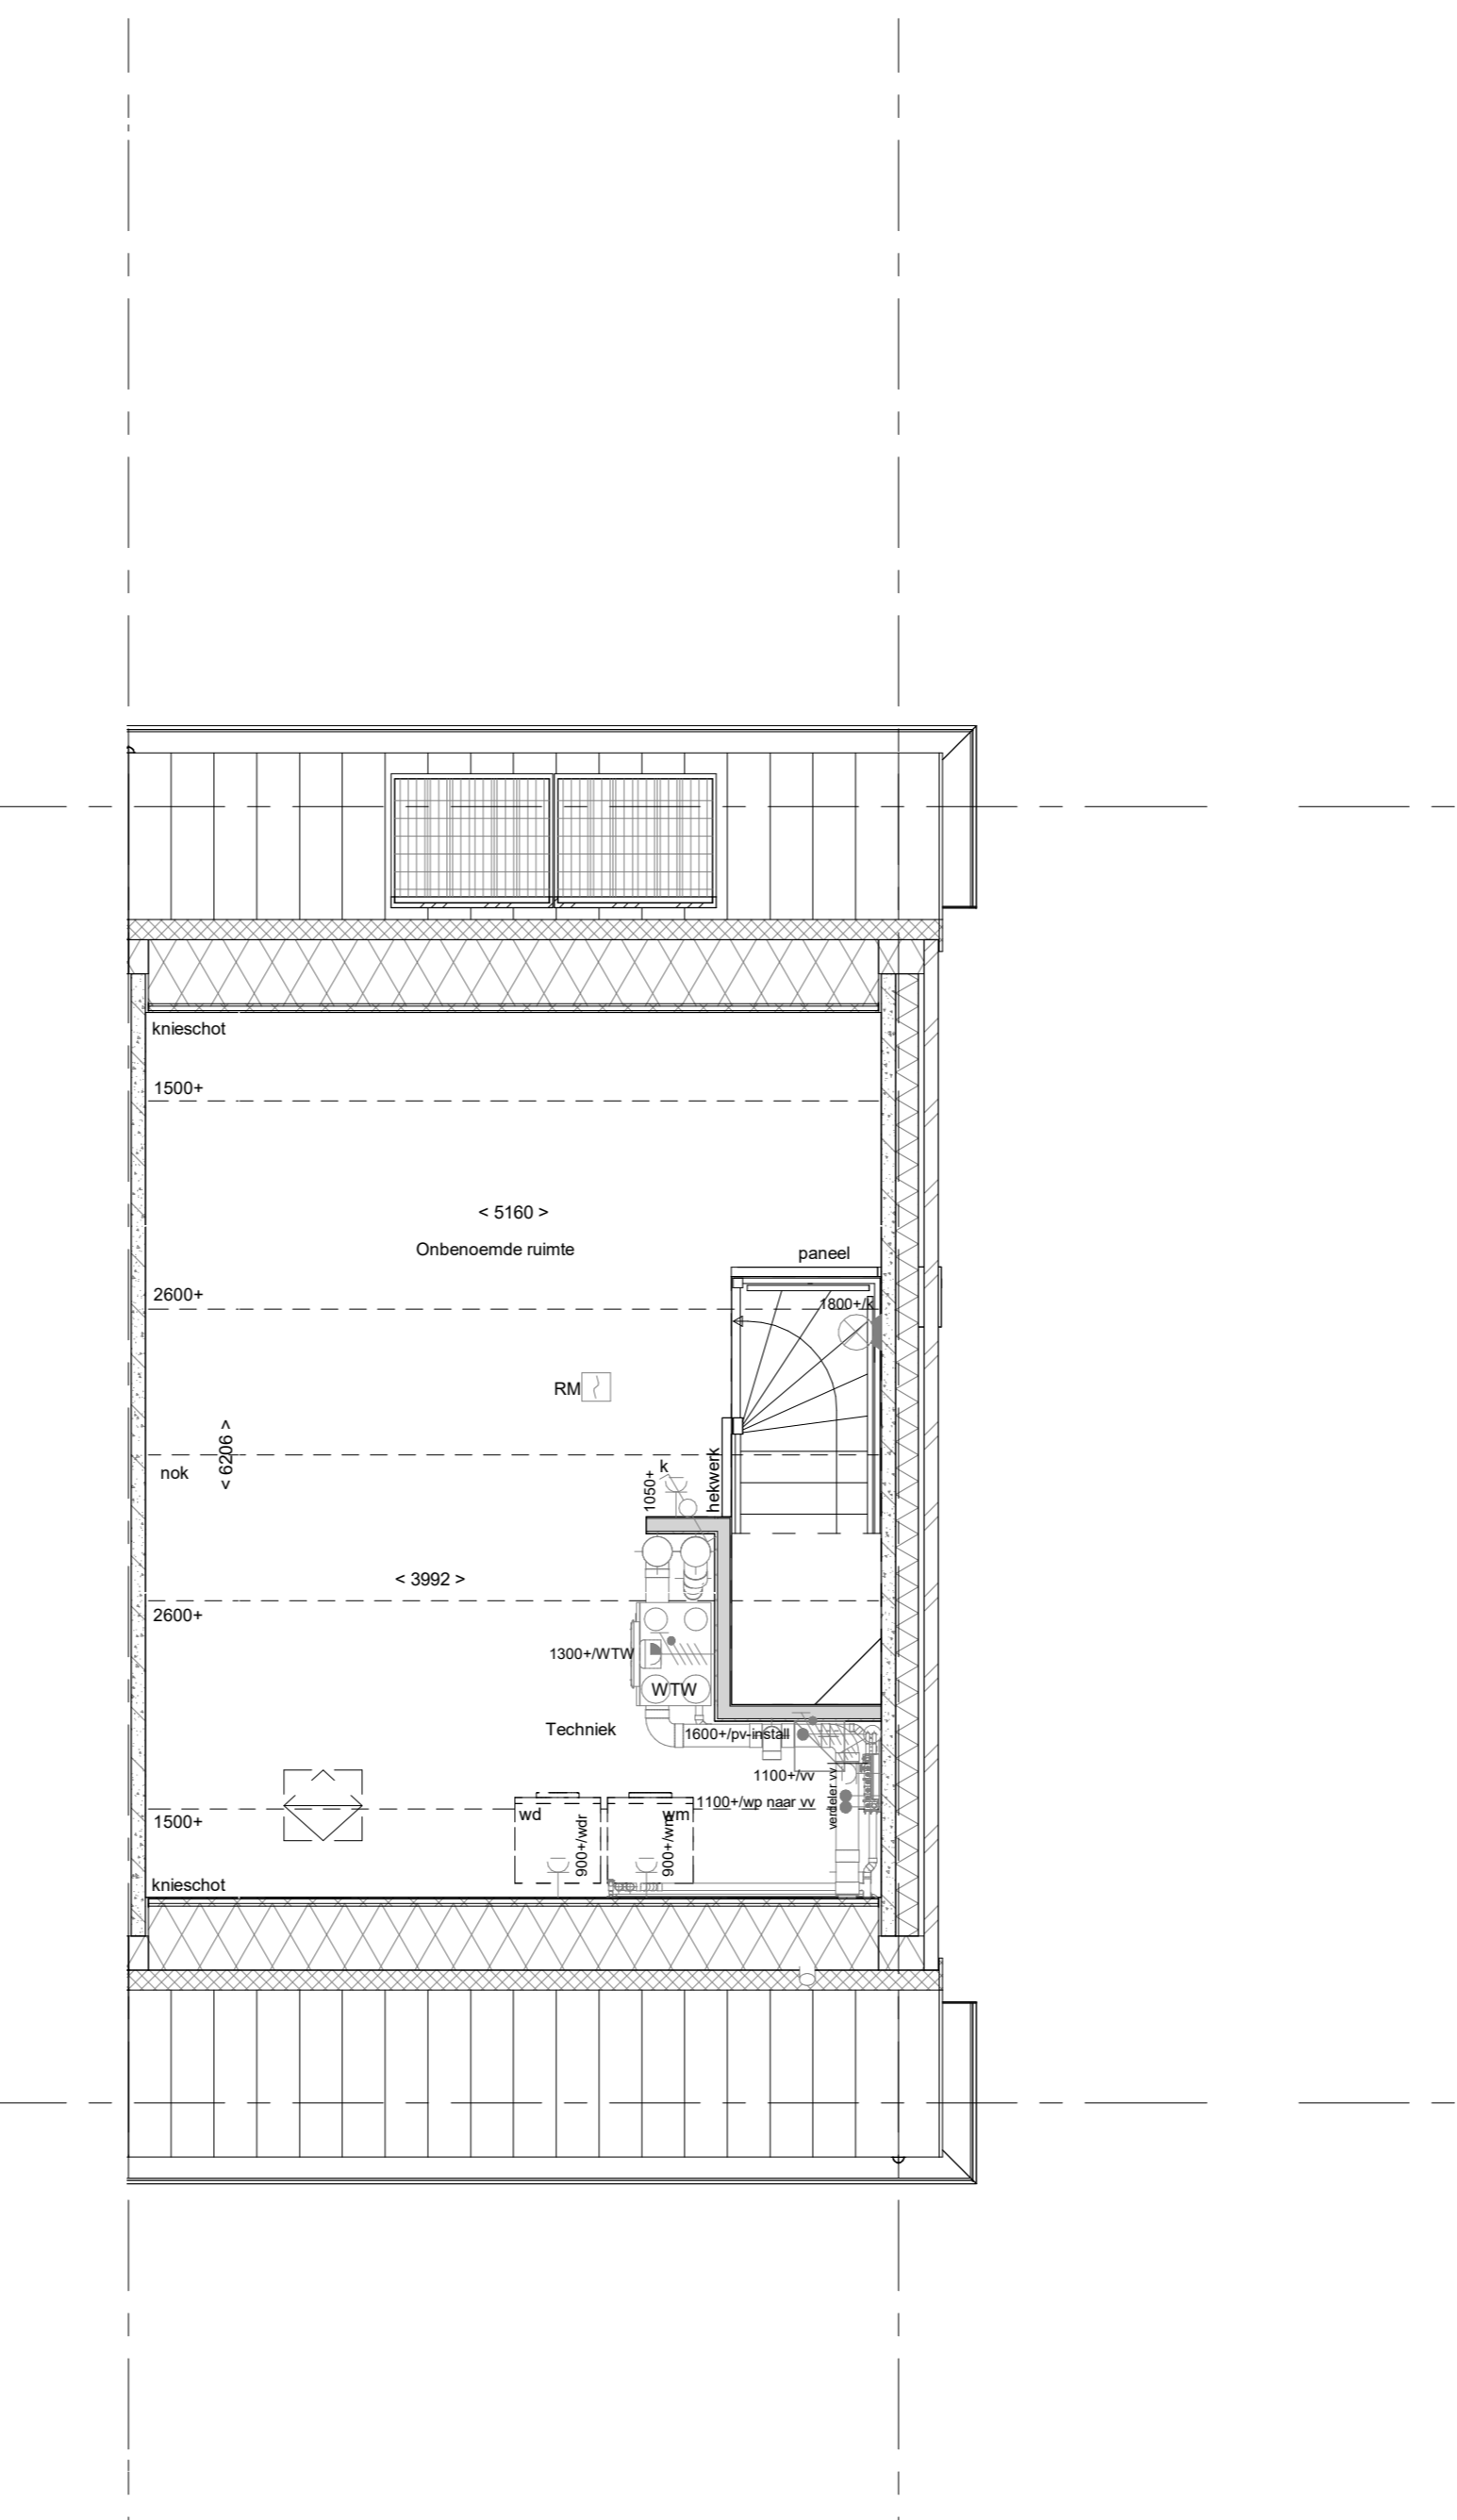 knieschot
1500+
< 5160 >
Onbenoemde ruimte
paneel
2600+
1800+/k
RM
< 6206 >
nok
k
1050+
hekwerk
< 3992 >
2600+
1300+/WTW
WTW
Techniek
1600+/pv-install
1100+/vv
verdeler vv
1100+/wp naar vv
wd
wm
900+/wdr
900+/wm
1500+
knieschot